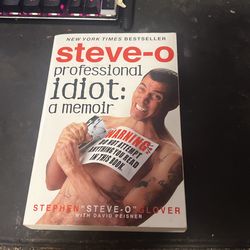 NEW YORK TIMES BESTSELLER
steve-o
professional
idiot:
a memoir
WARNING:
DO NOT ATTEMPT
ANYTHING YOU READ
IN THIS BOOK.
STEPHEN "STEVE-O" GLOVER
WITH DAVID PEISNER